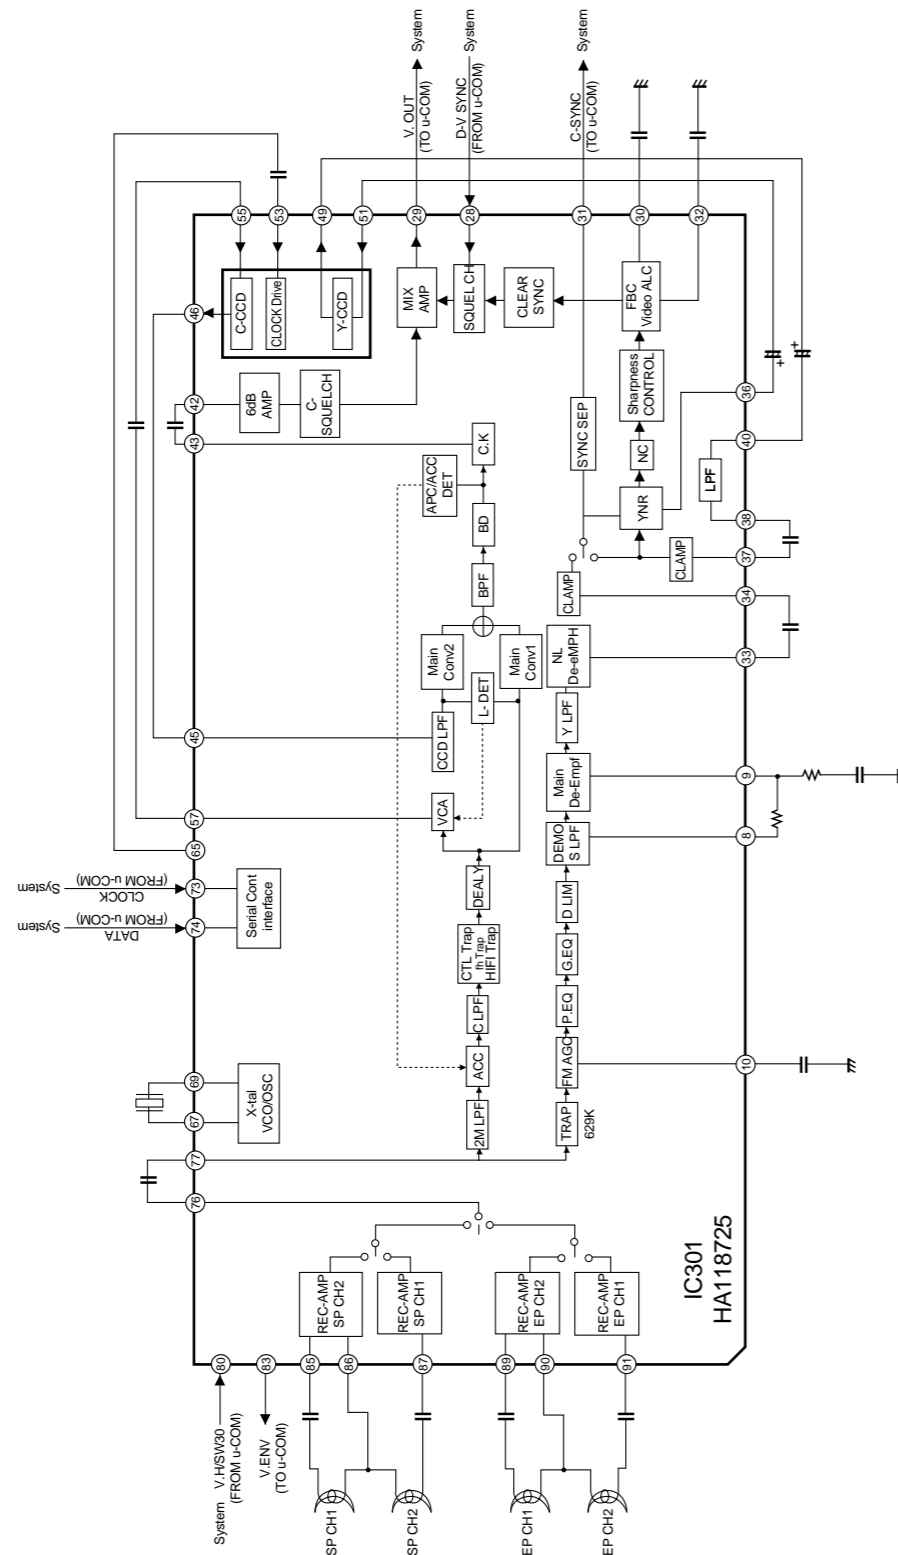 System
V. OUT
(TO u-COM)
System
D-V SYNC
(FROM u-COM)
System
C-SYNC
(TO u-COM)
55
53
49
51
29
28
31
30
32
46
C-CCD
CLOCK Drive
Y-CCD
MIX
AMP
SQUEL CH
CLEAR
SYNC
FBC
Video ALC
42
6dB
AMP
C-
SQUELCH
Sharpness
CONTROL
36
+
+
43
C.K
SYNC SEP
NC
40
APC/ACC
DET
LPF
BD
YNR
38
BPF
CLAMP
37
CLAMP
34
Main
Conv2
Main
Conv1
NL
De-eMPH
33
L- DET
45
CCD LPF
Y LPF
57
VCA
Main
De-Empf
9
65
DEMO
S LPF
8
System
CLOCK
(FROM u-COM)
73
DEALY
System
DATA
(FROM u-COM)
74
Serial Cont
interface
D LIM
CTL Trap
fh Trap
HIFI Trap
G.EQ
C LPF
P.EQ
69
67
X-tal
VCO/OSC
ACC
FM AGC
10
77
2M LPF
TRAP
629K
76
IC301
HA118725
REC-AMP
SP CH2
REC-AMP
SP CH1
REC-AMP
EP CH2
REC-AMP
EP CH1
80
83
85
86
87
89
90
91
System V.H/SW30
(FROM u-COM)
V.ENV
(TO u-COM)
SP CH1
SP CH2
EP CH1
EP CH2